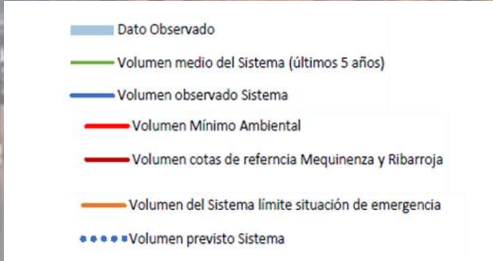 Dato Observado
Volumen medio del Sistema (últimos 5 años)
Volumen observado Sistema
Volumen Mínimo Ambiental
Volumen cotas de referncia Mequinenza y Ribarroja
Volumen del Sistema límite situación de emergencia
Volumen previsto Sistema